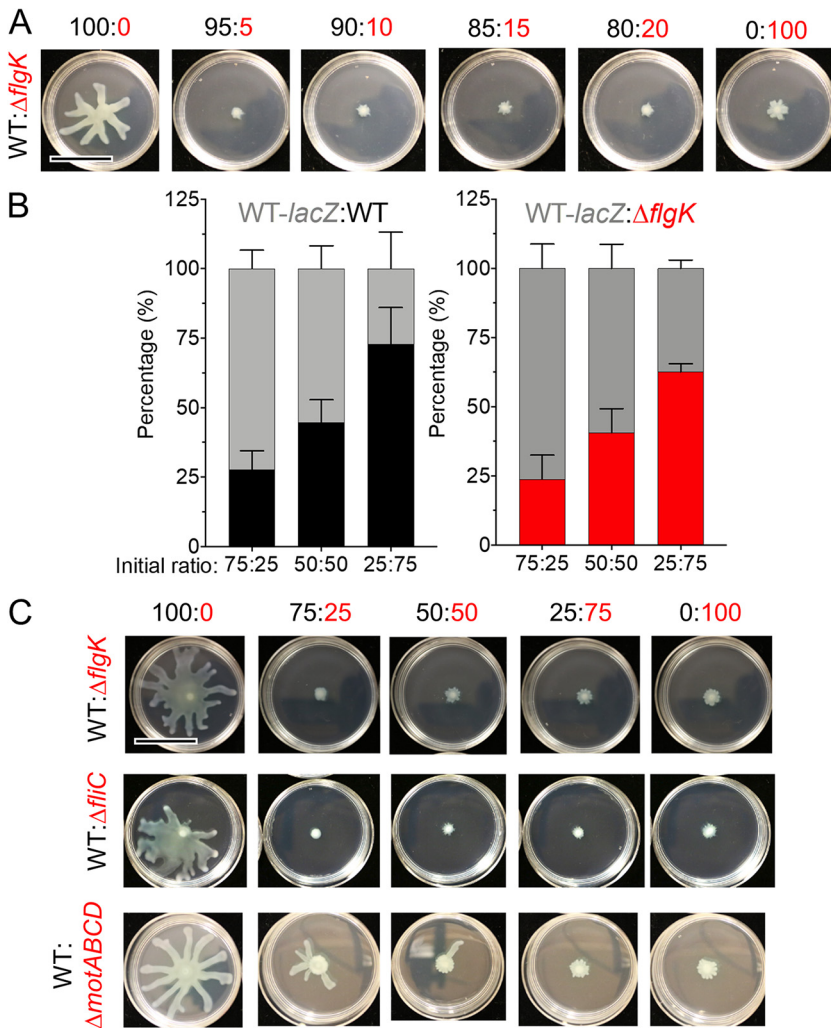 A
100:0 95:5 90:10 85:15 80:20 0:100
WT:ΔflgK
B
WT-lacZ:WT
Percentage (%)
125
100
75
50
25
0
Initial ratio: 75:25 50:50 25:75
WT-lacZ:ΔflgK
Percentage (%)
125
100
75
50
25
0
75:25 50:50 25:75
C
100:0 75:25 50:50 25:75 0:100
WT:ΔflgK
WT:ΔfliC
WT:
ΔmotABCD